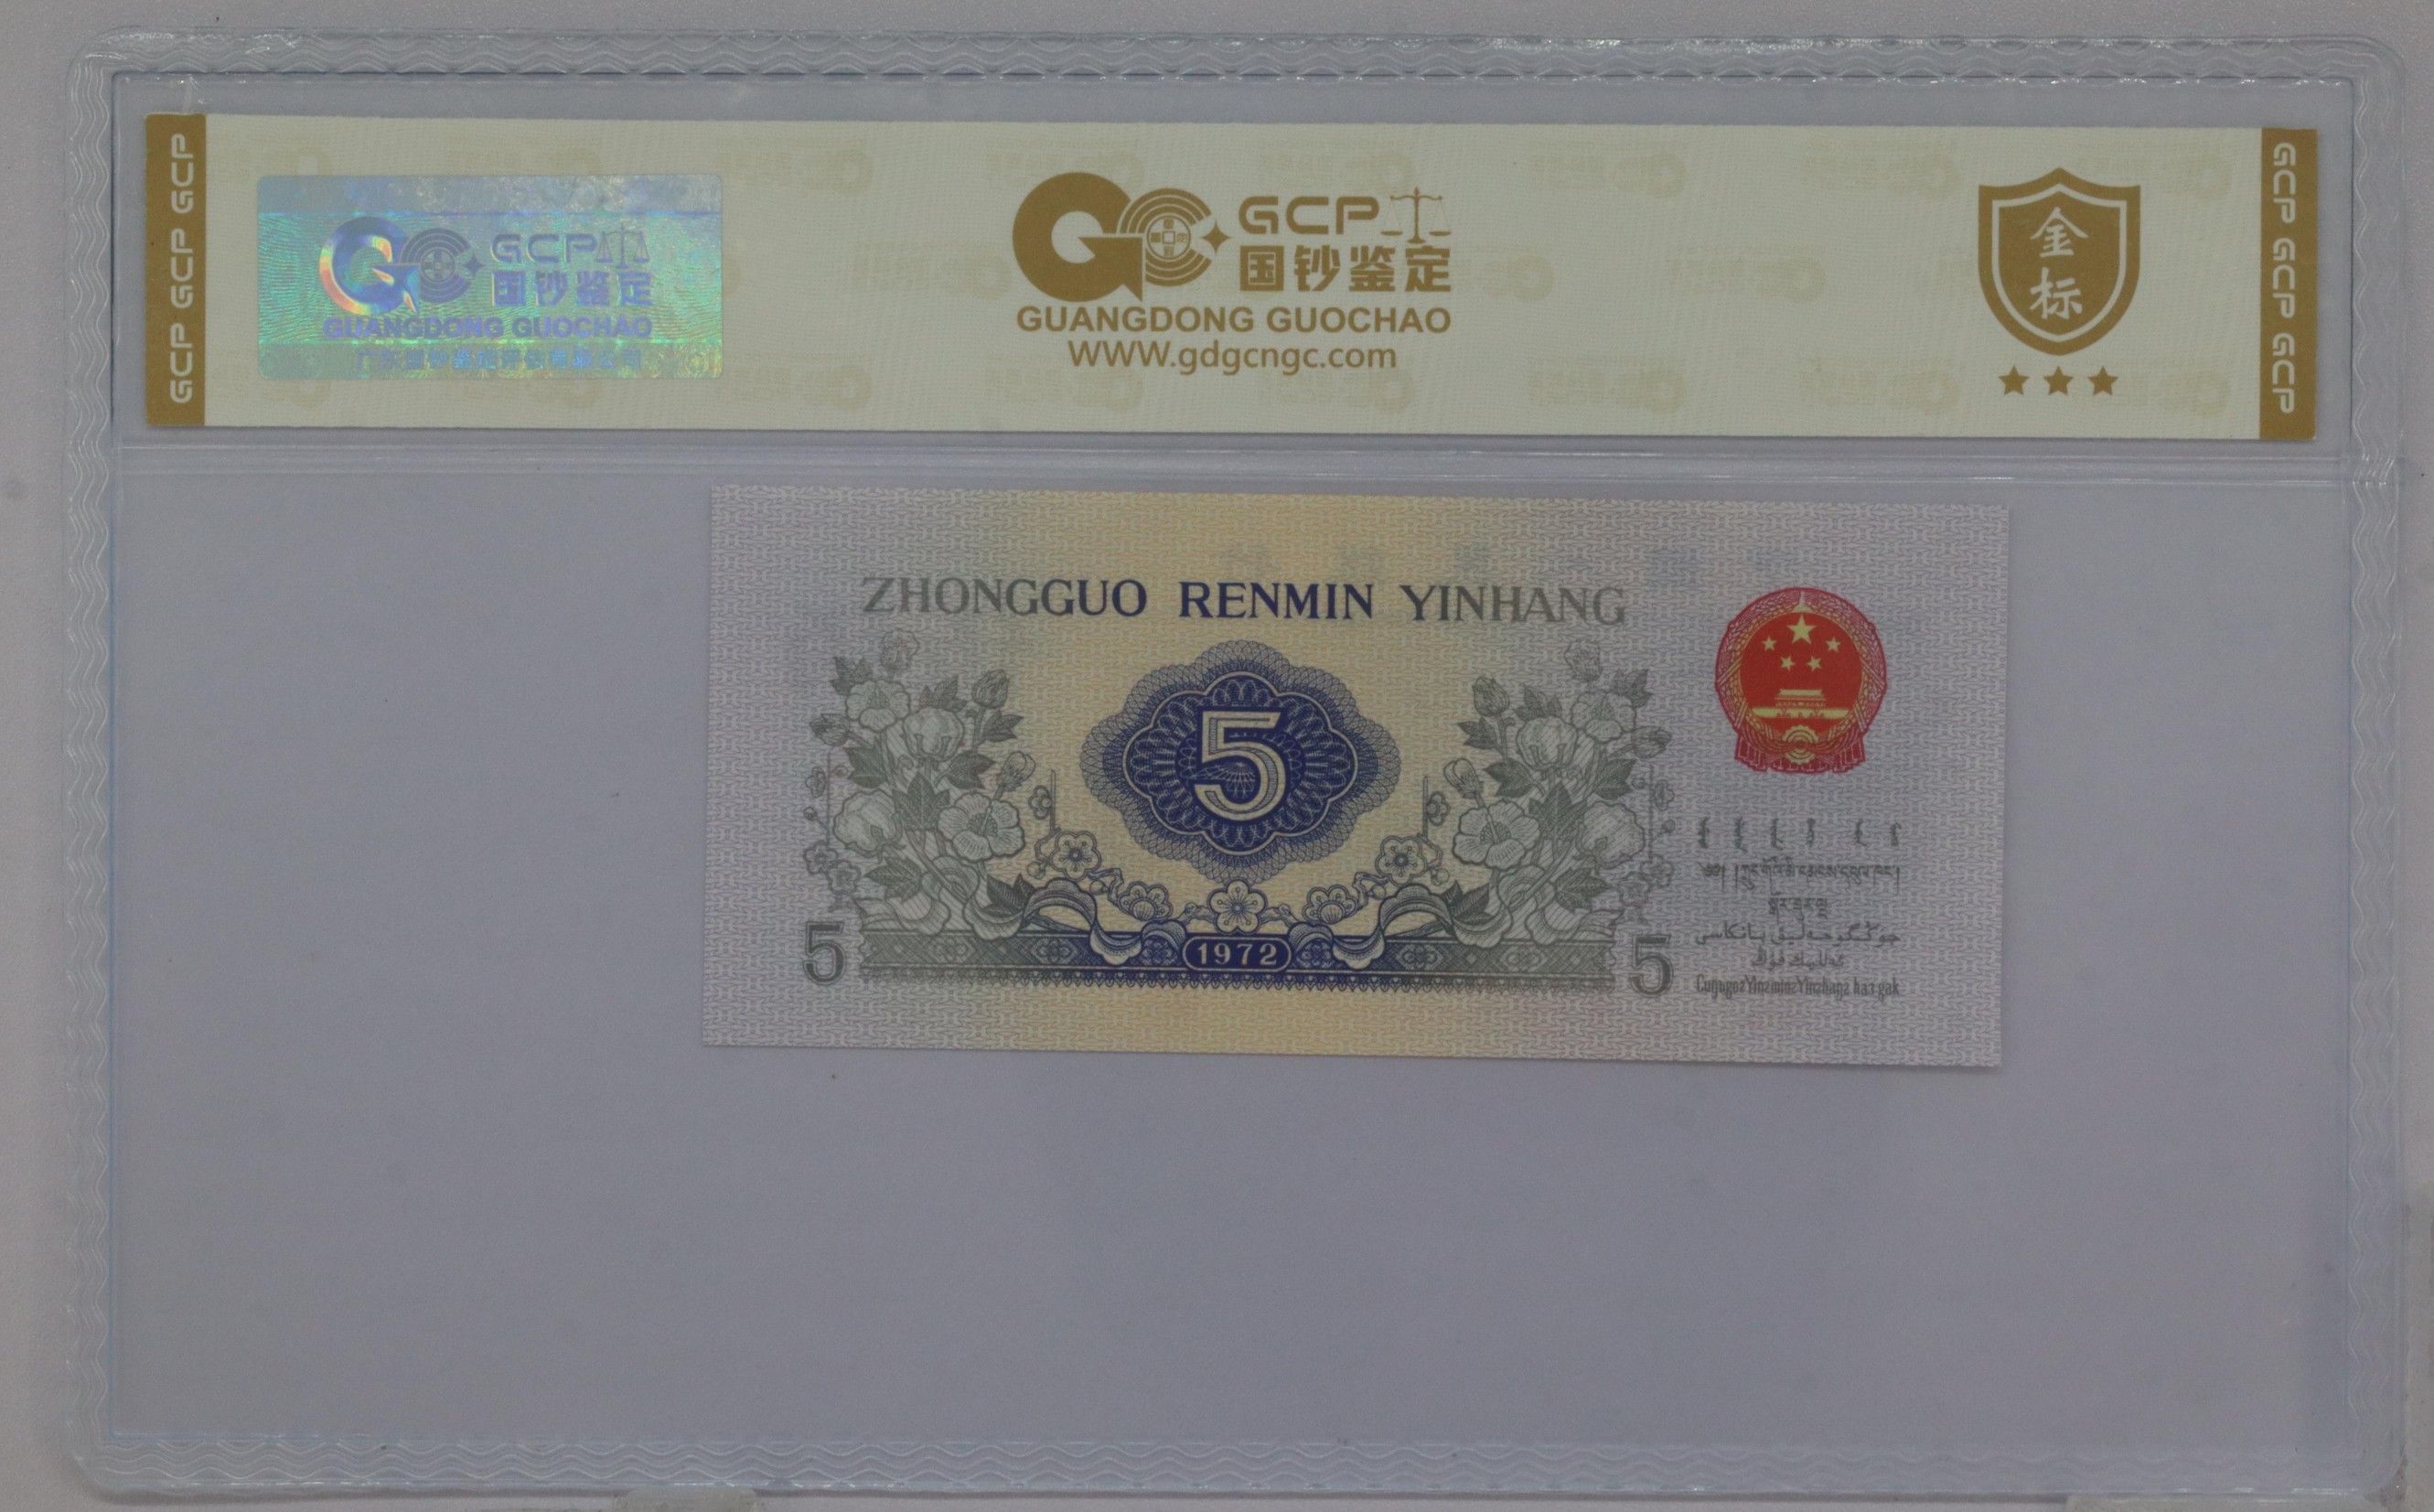 GCP GCP GCP
GCP
国钞鉴定
GUANGDONG GUOCHAO
GCP
国钞鉴定
GUANGDONG GUOCHAO
WWW.gdgcngc.com
金标
GCP GCP GCP
ZHONGGUO RENMIN YINHANG
5
1972
5
5